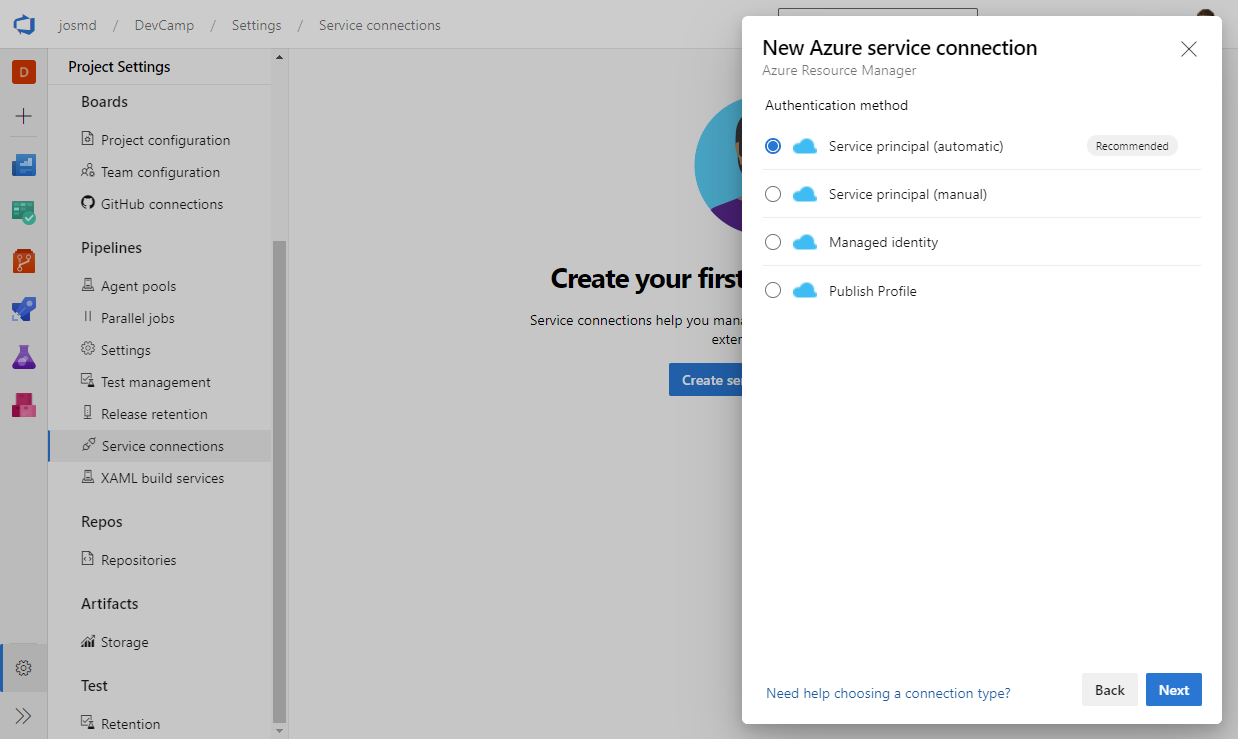 josmd / DevCamp / Settings / Service connections
D
Project Settings
Boards
Project configuration
Team configuration
GitHub connections
Pipelines
Agent pools
Parallel jobs
Settings
Test management
Release retention
Service connections
XAML build services
Repos
Repositories
Artifacts
Storage
Test
Retention
Create your first
Service connections help you
Create
New Azure service connection
Azure Resource Manager
Authentication method
Service principal (automatic) Recommended
Service principal (manual)
Managed identity
Publish Profile
Need help choosing a connection type? Back Next